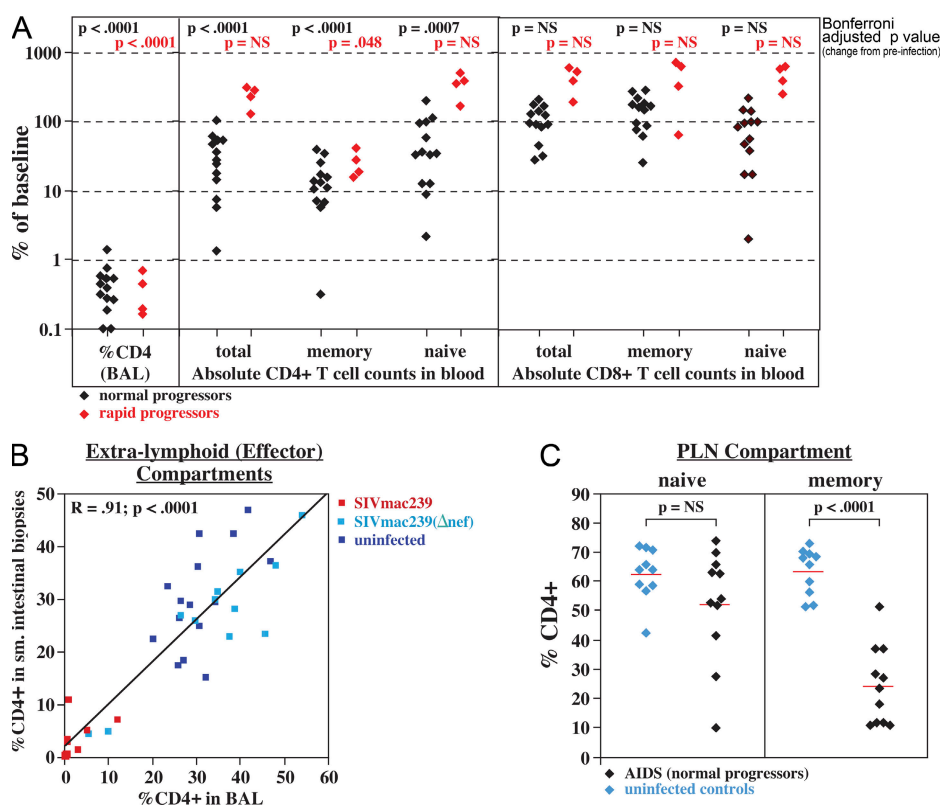 A
p < .0001 p < .0001 p < .0001 p = .0007 p = NS p = NS p = NS
p < .0001 p = NS p = .048 p = NS p = NS p = NS p = NS
Bonferroni
adjusted p value
(change from pre-infection)
% of baseline
1000
100
10
1
0.1
%CD4
(BAL)
total memory naive
Absolute CD4+ T cell counts in blood
total memory naive
Absolute CD8+ T cell counts in blood
normal progressors
rapid progressors
B
Extra-lymphoid (Effector)
Compartments
R = .91; p < .0001
SIVmac239
SIVmac239(Δnef)
uninfected
%CD4+ in sm. intestinal biopsies
50
40
30
20
10
0
0 10 20 30 40 50 60
%CD4+ in BAL
C
PLN Compartment
naive memory
p = NS p <.0001
% CD4+
90
80
70
60
50
40
30
20
10
0
AIDS (normal progressors)
uninfected controls